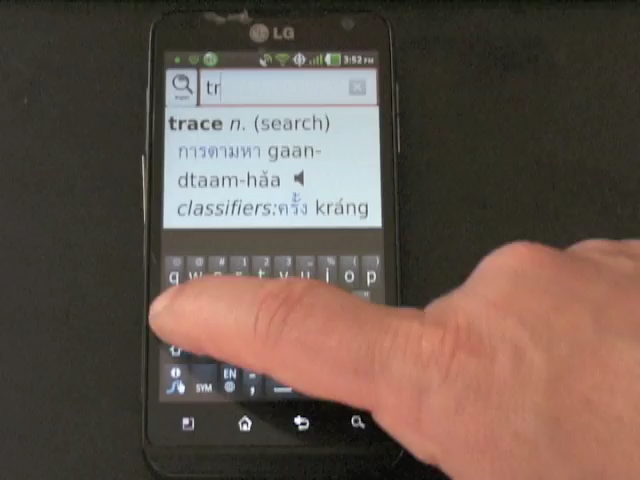 LG
3:52 PM
tr
trace n. (search)
การตามหา gaan-
dtaam-hǎa
classifiers:ครั้ง kráng
q w e r t y u i o p
SYM EN